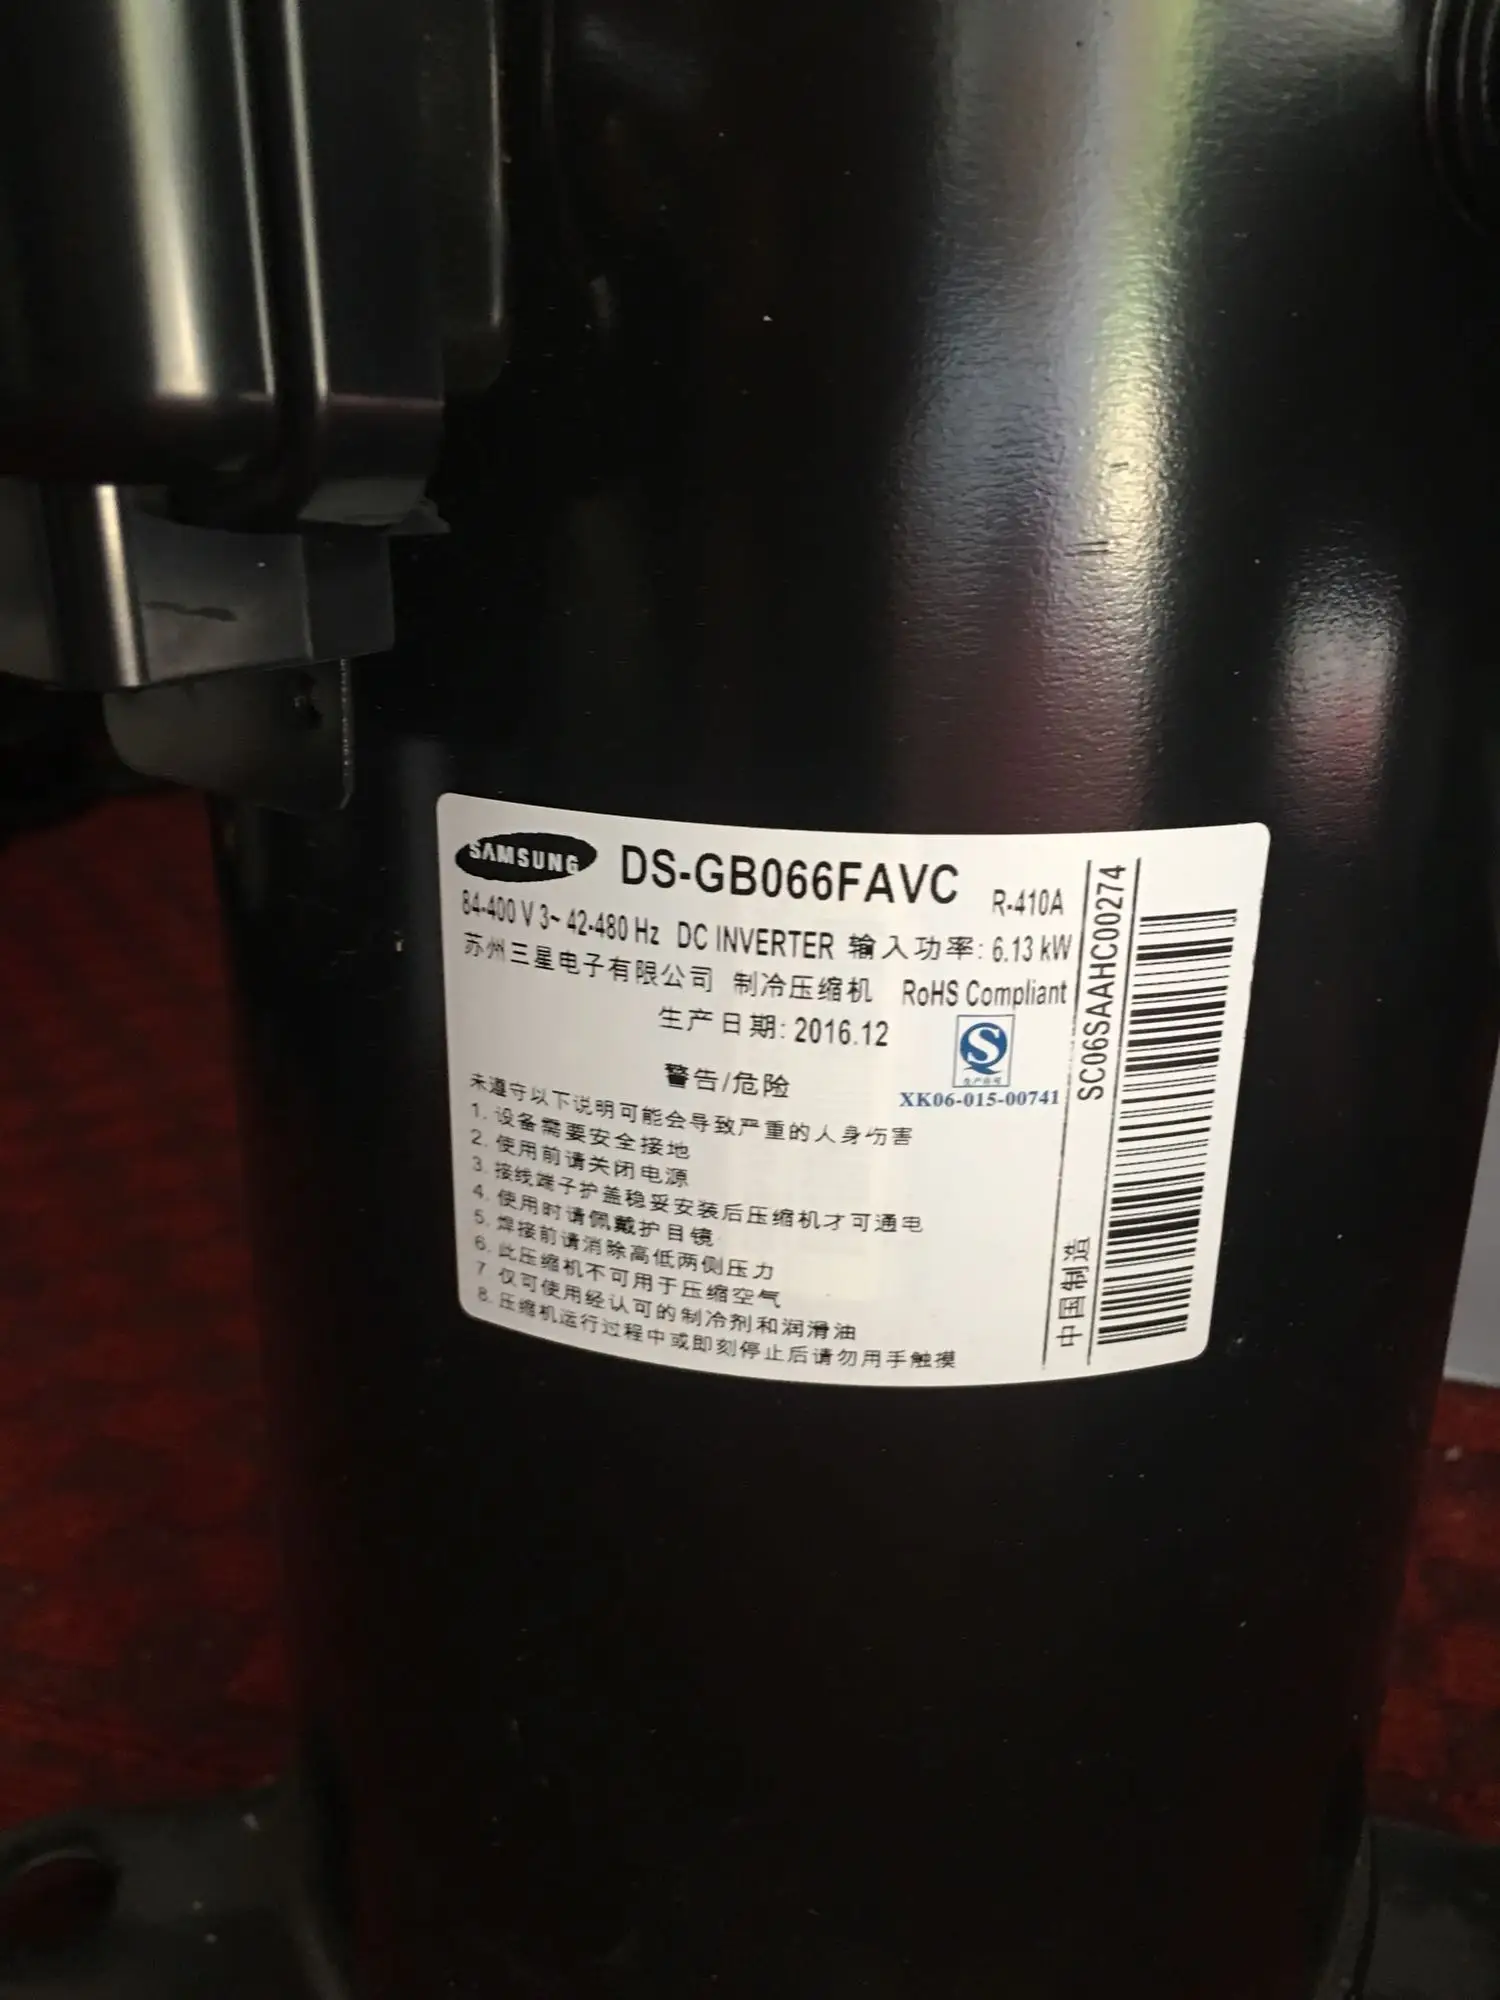 SAMSUNG DS-GB066FAVC R-410A
84-400 V 3~ 42-480 Hz DC INVERTER 输入功率: 6.13 kW
苏州三星电子有限公司 制冷压缩机 RoHS Compliant
生产日期: 2016.12
生产许可
XK06-015-00741
警告/危险
未遵守以下说明可能会导致严重的人身伤害
1. 设备需要安全接地
2. 使用前请关闭电源
3. 接线端子护盖稳妥安装后压缩机才可通电
4. 使用时请佩戴护目镜
5. 焊接前请消除高低两侧压力
6. 此压缩机不可用于压缩空气
7 仅可使用经认可的制冷剂和润滑油
8. 压缩机运行过程中或即刻停止后请勿用手触摸
中国制造
SC06SAAHC00274